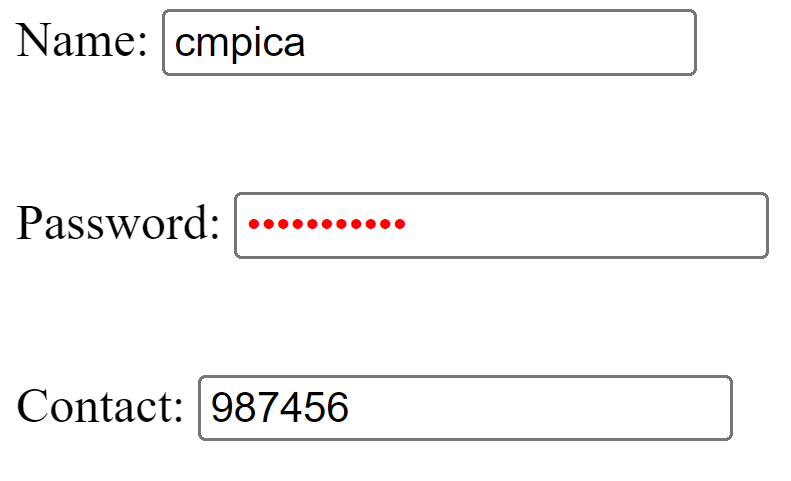 Name: cmpica
Password: •••••••••••
Contact: 987456